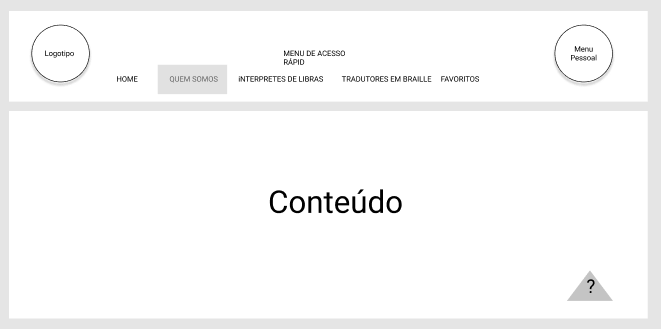 Logotipo
MENU DE ACESSO
RÁPID
Menu
Pessoal
HOME
QUEM SOMOS
iNTERPRETES DE LIBRAS
TRADUTORES EM BRAILLE
FAVORITOS
Conteúdo
?